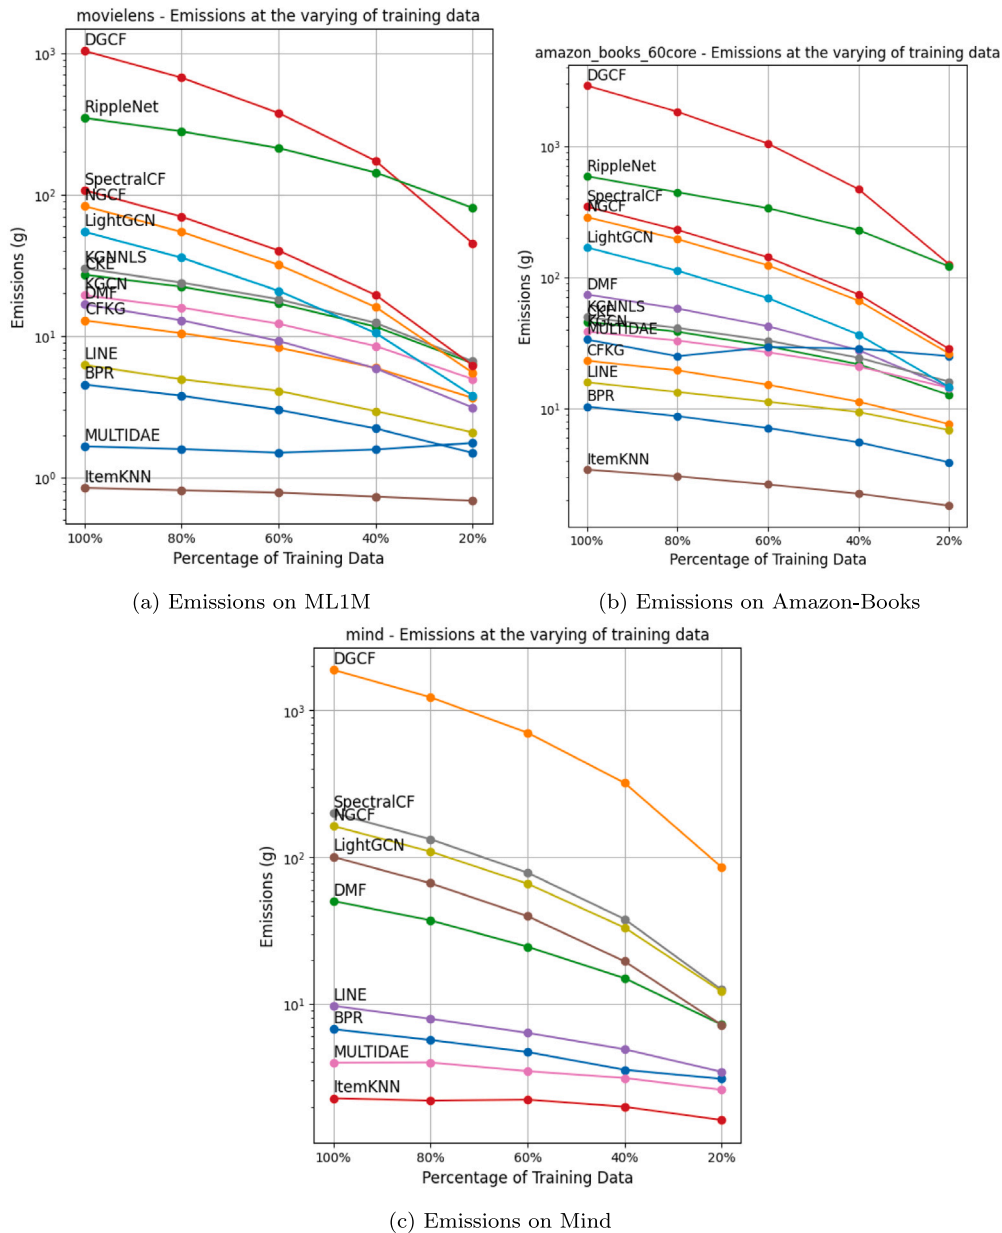 movielens - Emissions at the varying of training data
10³
10²
10¹
10⁰
Emissions (g)
DGCF
RippleNet
SpectralCF
NGCF
LightGCN
KGNNLS
CKE
KGCN
DMF
CFKG
LINE
BPR
MULTIDAE
ItemKNN
100% 80% 60% 40% 20%
Percentage of Training Data
(a) Emissions on ML1M
amazon_books_60core - Emissions at the varying of training data
10³
10²
10¹
Emissions (g)
DGCF
RippleNet
SpectralCF
NGCF
LightGCN
DMF
KGNNLS
CKE
KGCN
MULTIDAE
CFKG
LINE
BPR
ItemKNN
100% 80% 60% 40% 20%
Percentage of Training Data
(b) Emissions on Amazon-Books
mind - Emissions at the varying of training data
10³
10²
10¹
Emissions (g)
DGCF
SpectralCF
NGCF
LightGCN
DMF
LINE
BPR
MULTIDAE
ItemKNN
100% 80% 60% 40% 20%
Percentage of Training Data
(c) Emissions on Mind